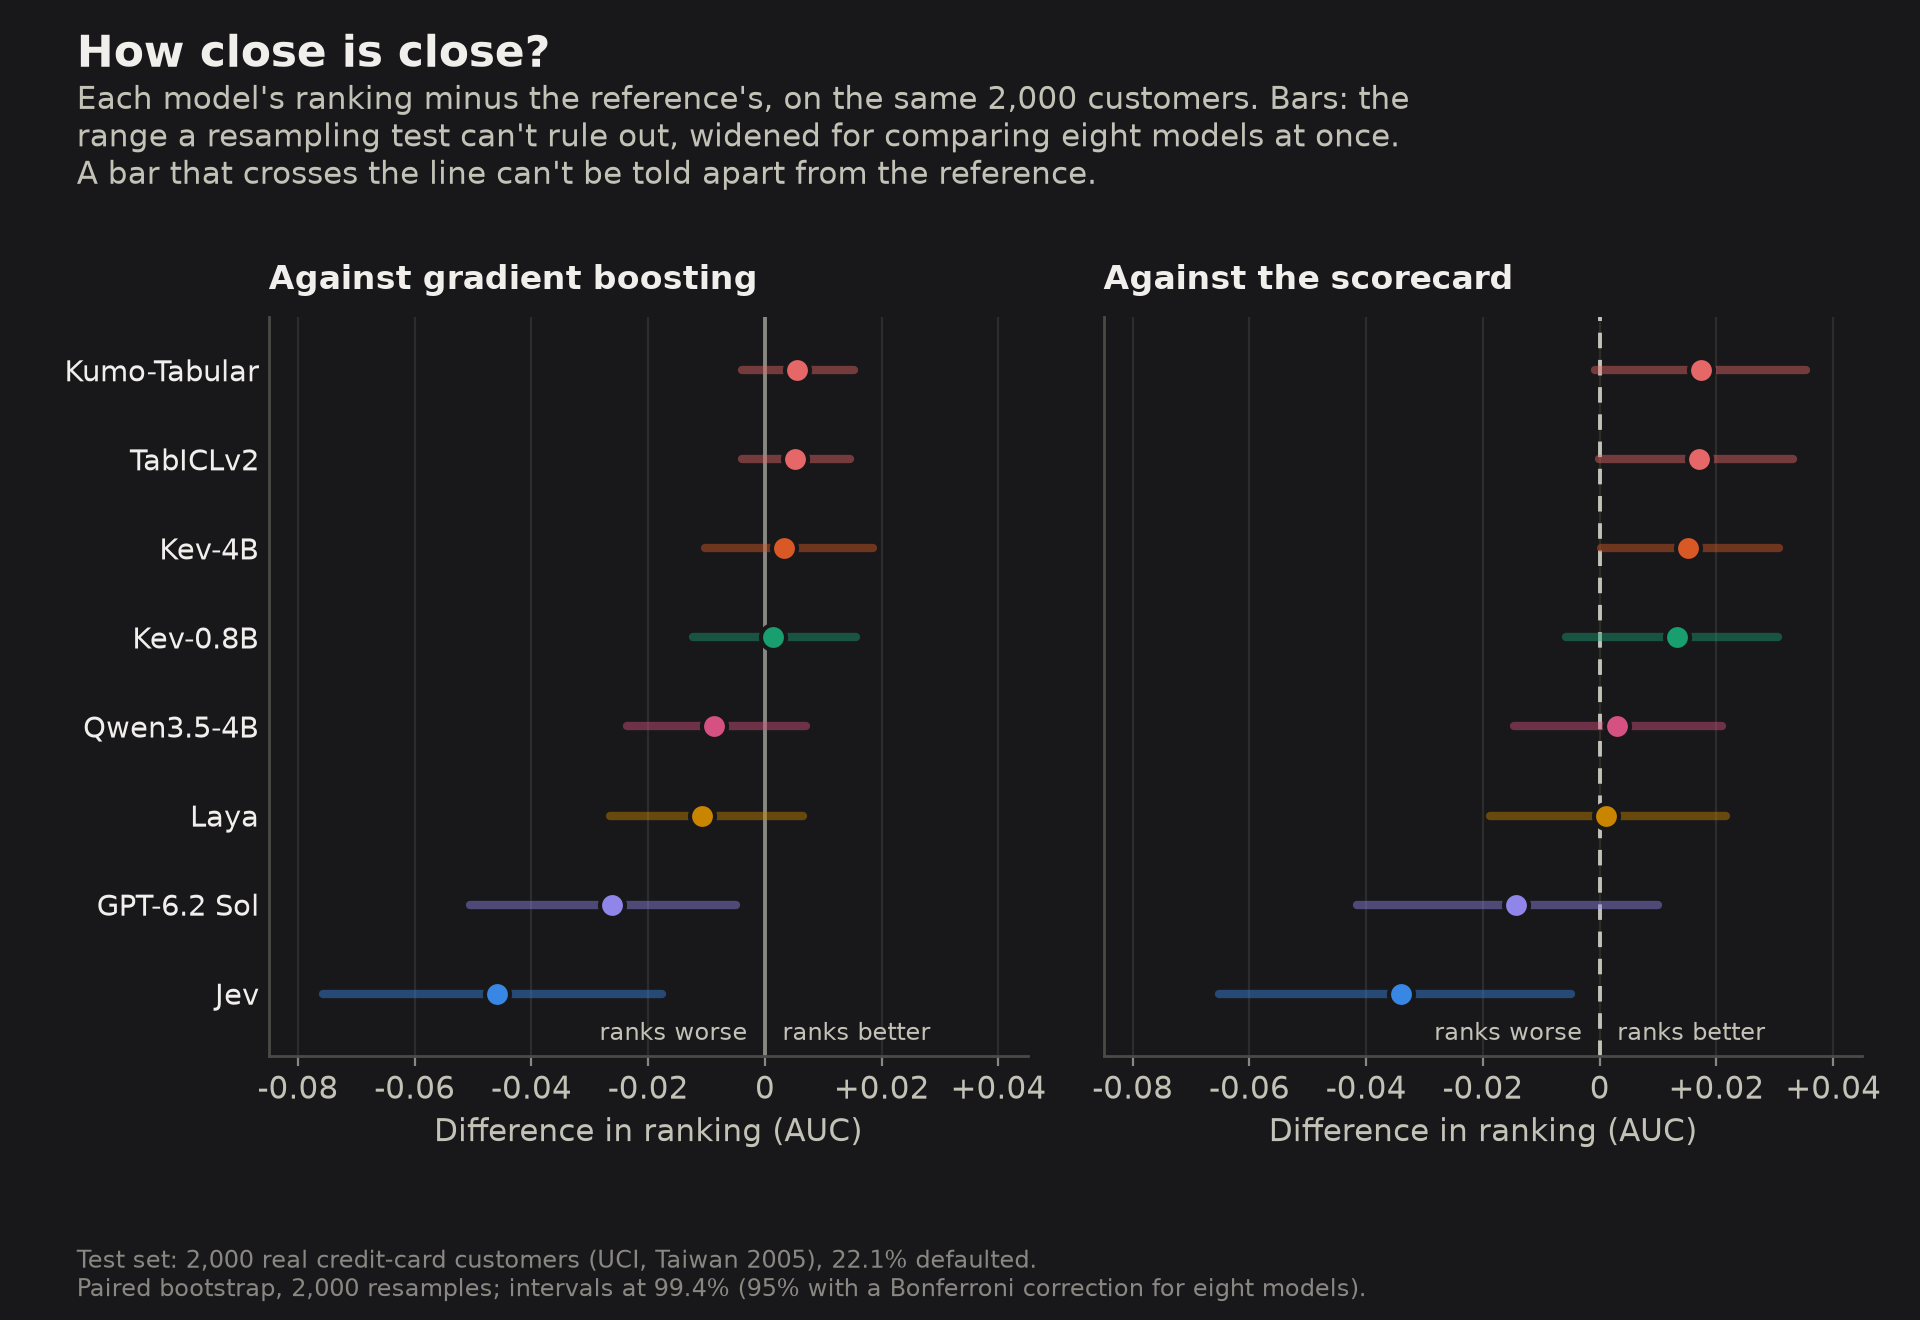 How close is close?
Each model's ranking minus the reference's, on the same 2,000 customers. Bars: the
range a resampling test can't rule out, widened for comparing eight models at once.
A bar that crosses the line can't be told apart from the reference.
Against gradient boosting
Kumo-Tabular
TabICLv2
Kev-4B
Kev-0.8B
Qwen3.5-4B
Laya
GPT-6.2 Sol
Jev
ranks worse
ranks better
-0.08 -0.06 -0.04 -0.02 0 +0.02 +0.04
Difference in ranking (AUC)
Against the scorecard
ranks worse
ranks better
-0.08 -0.06 -0.04 -0.02 0 +0.02 +0.04
Difference in ranking (AUC)
Test set: 2,000 real credit-card customers (UCI, Taiwan 2005), 22.1% defaulted.
Paired bootstrap, 2,000 resamples; intervals at 99.4% (95% with a Bonferroni correction for eight models).